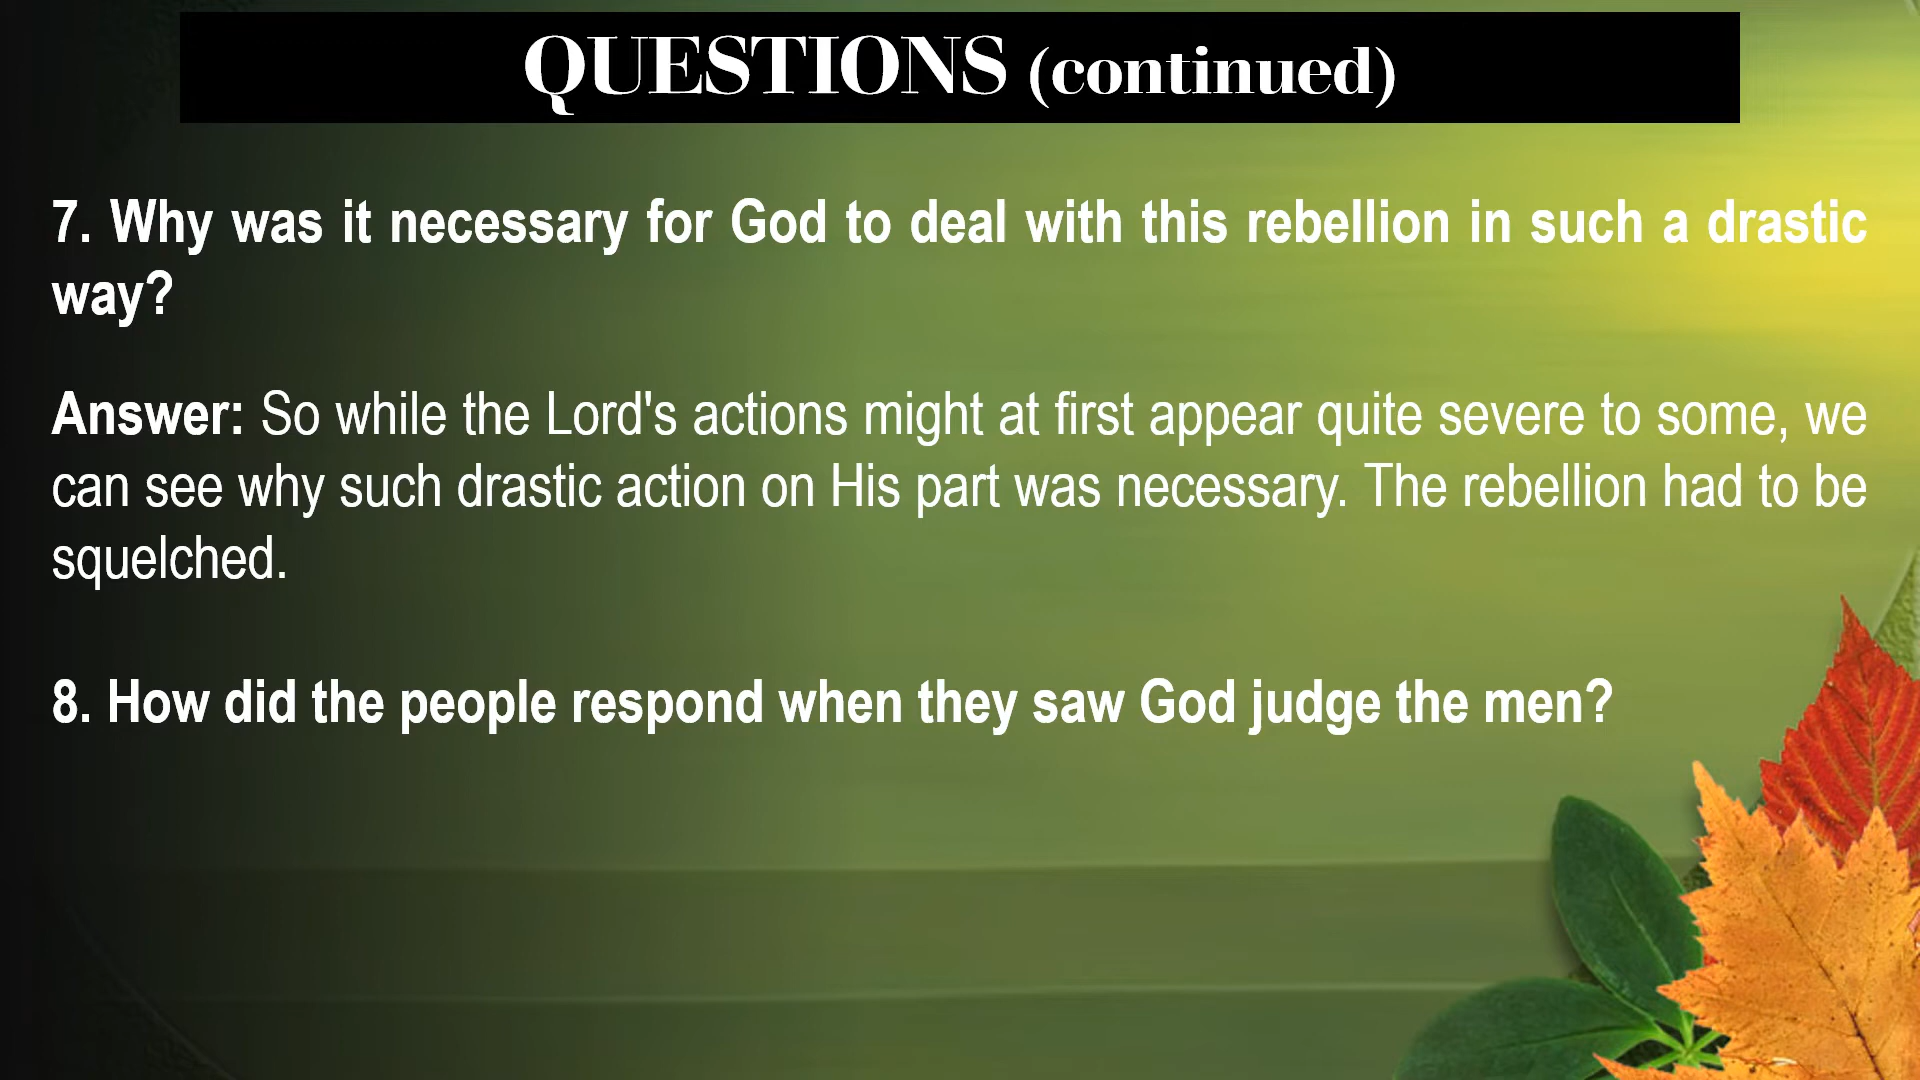 QUESTIONS (continued)
7. Why was it necessary for God to deal with this rebellion in such a drastic
way?
Answer: So while the Lord's actions might at first appear quite severe to some, we
can see why such drastic action on His part was necessary. The rebellion had to be
squelched.
8. How did the people respond when they saw God judge the men?